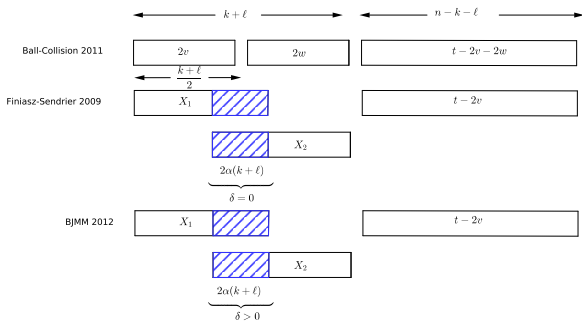 k + ℓ
n − k − ℓ
Ball-Collision 2011
2v
2w
t − 2v − 2w
k + ℓ
2
Finiasz-Sendrier 2009
X₁
t − 2v
X₂
2α(k + ℓ)
δ = 0
BJMM 2012
X₁
t − 2v
X₂
2α(k + ℓ)
δ > 0